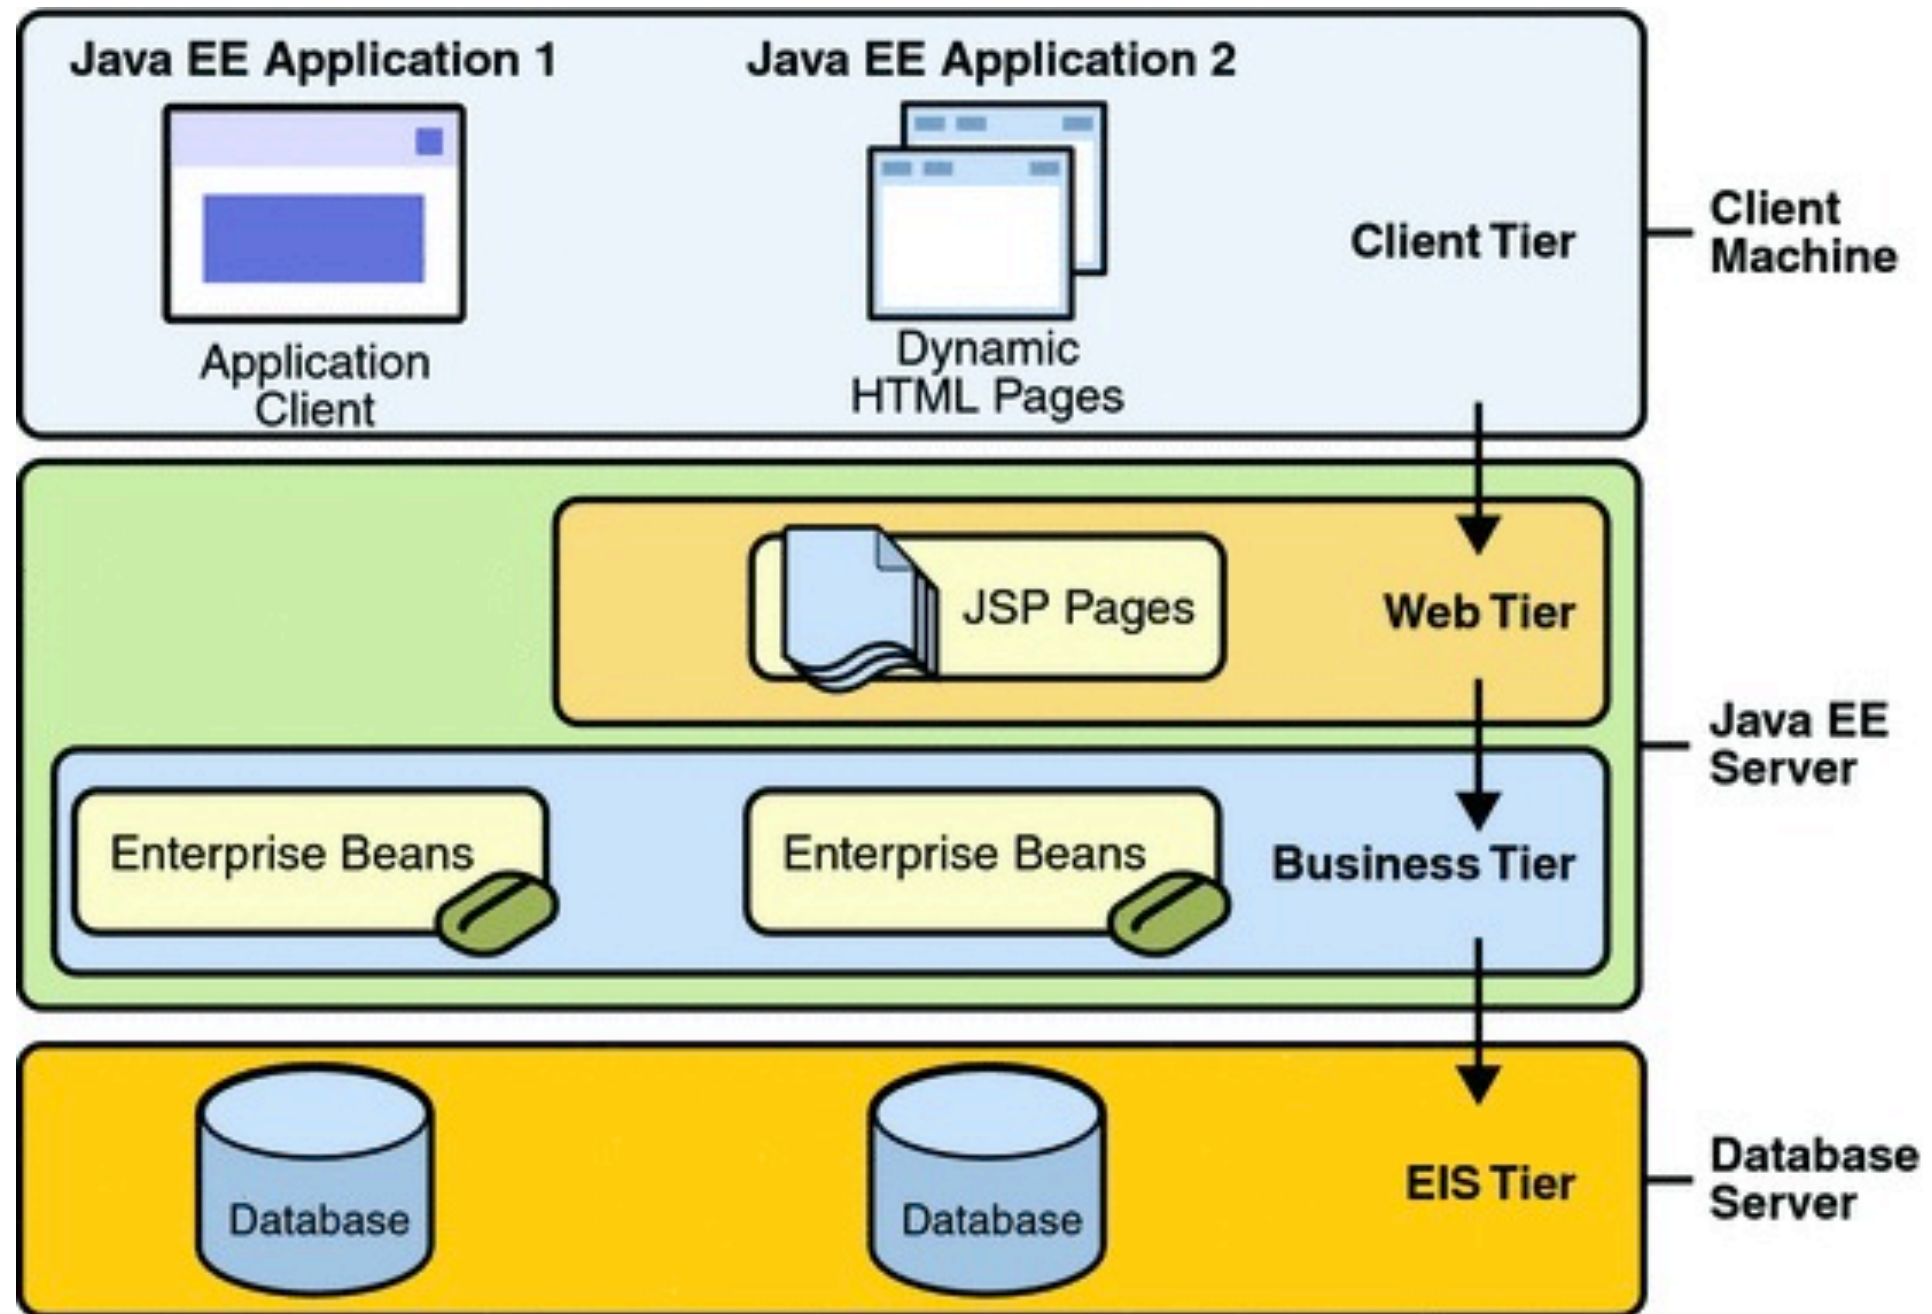 Java EE Application 1
Java EE Application 2
Application
Client
Dynamic
HTML Pages
Client Tier
Client
Machine
JSP Pages
Web Tier
Java EE
Server
Enterprise Beans
Enterprise Beans
Business Tier
Database
Database
EIS Tier
Database
Server